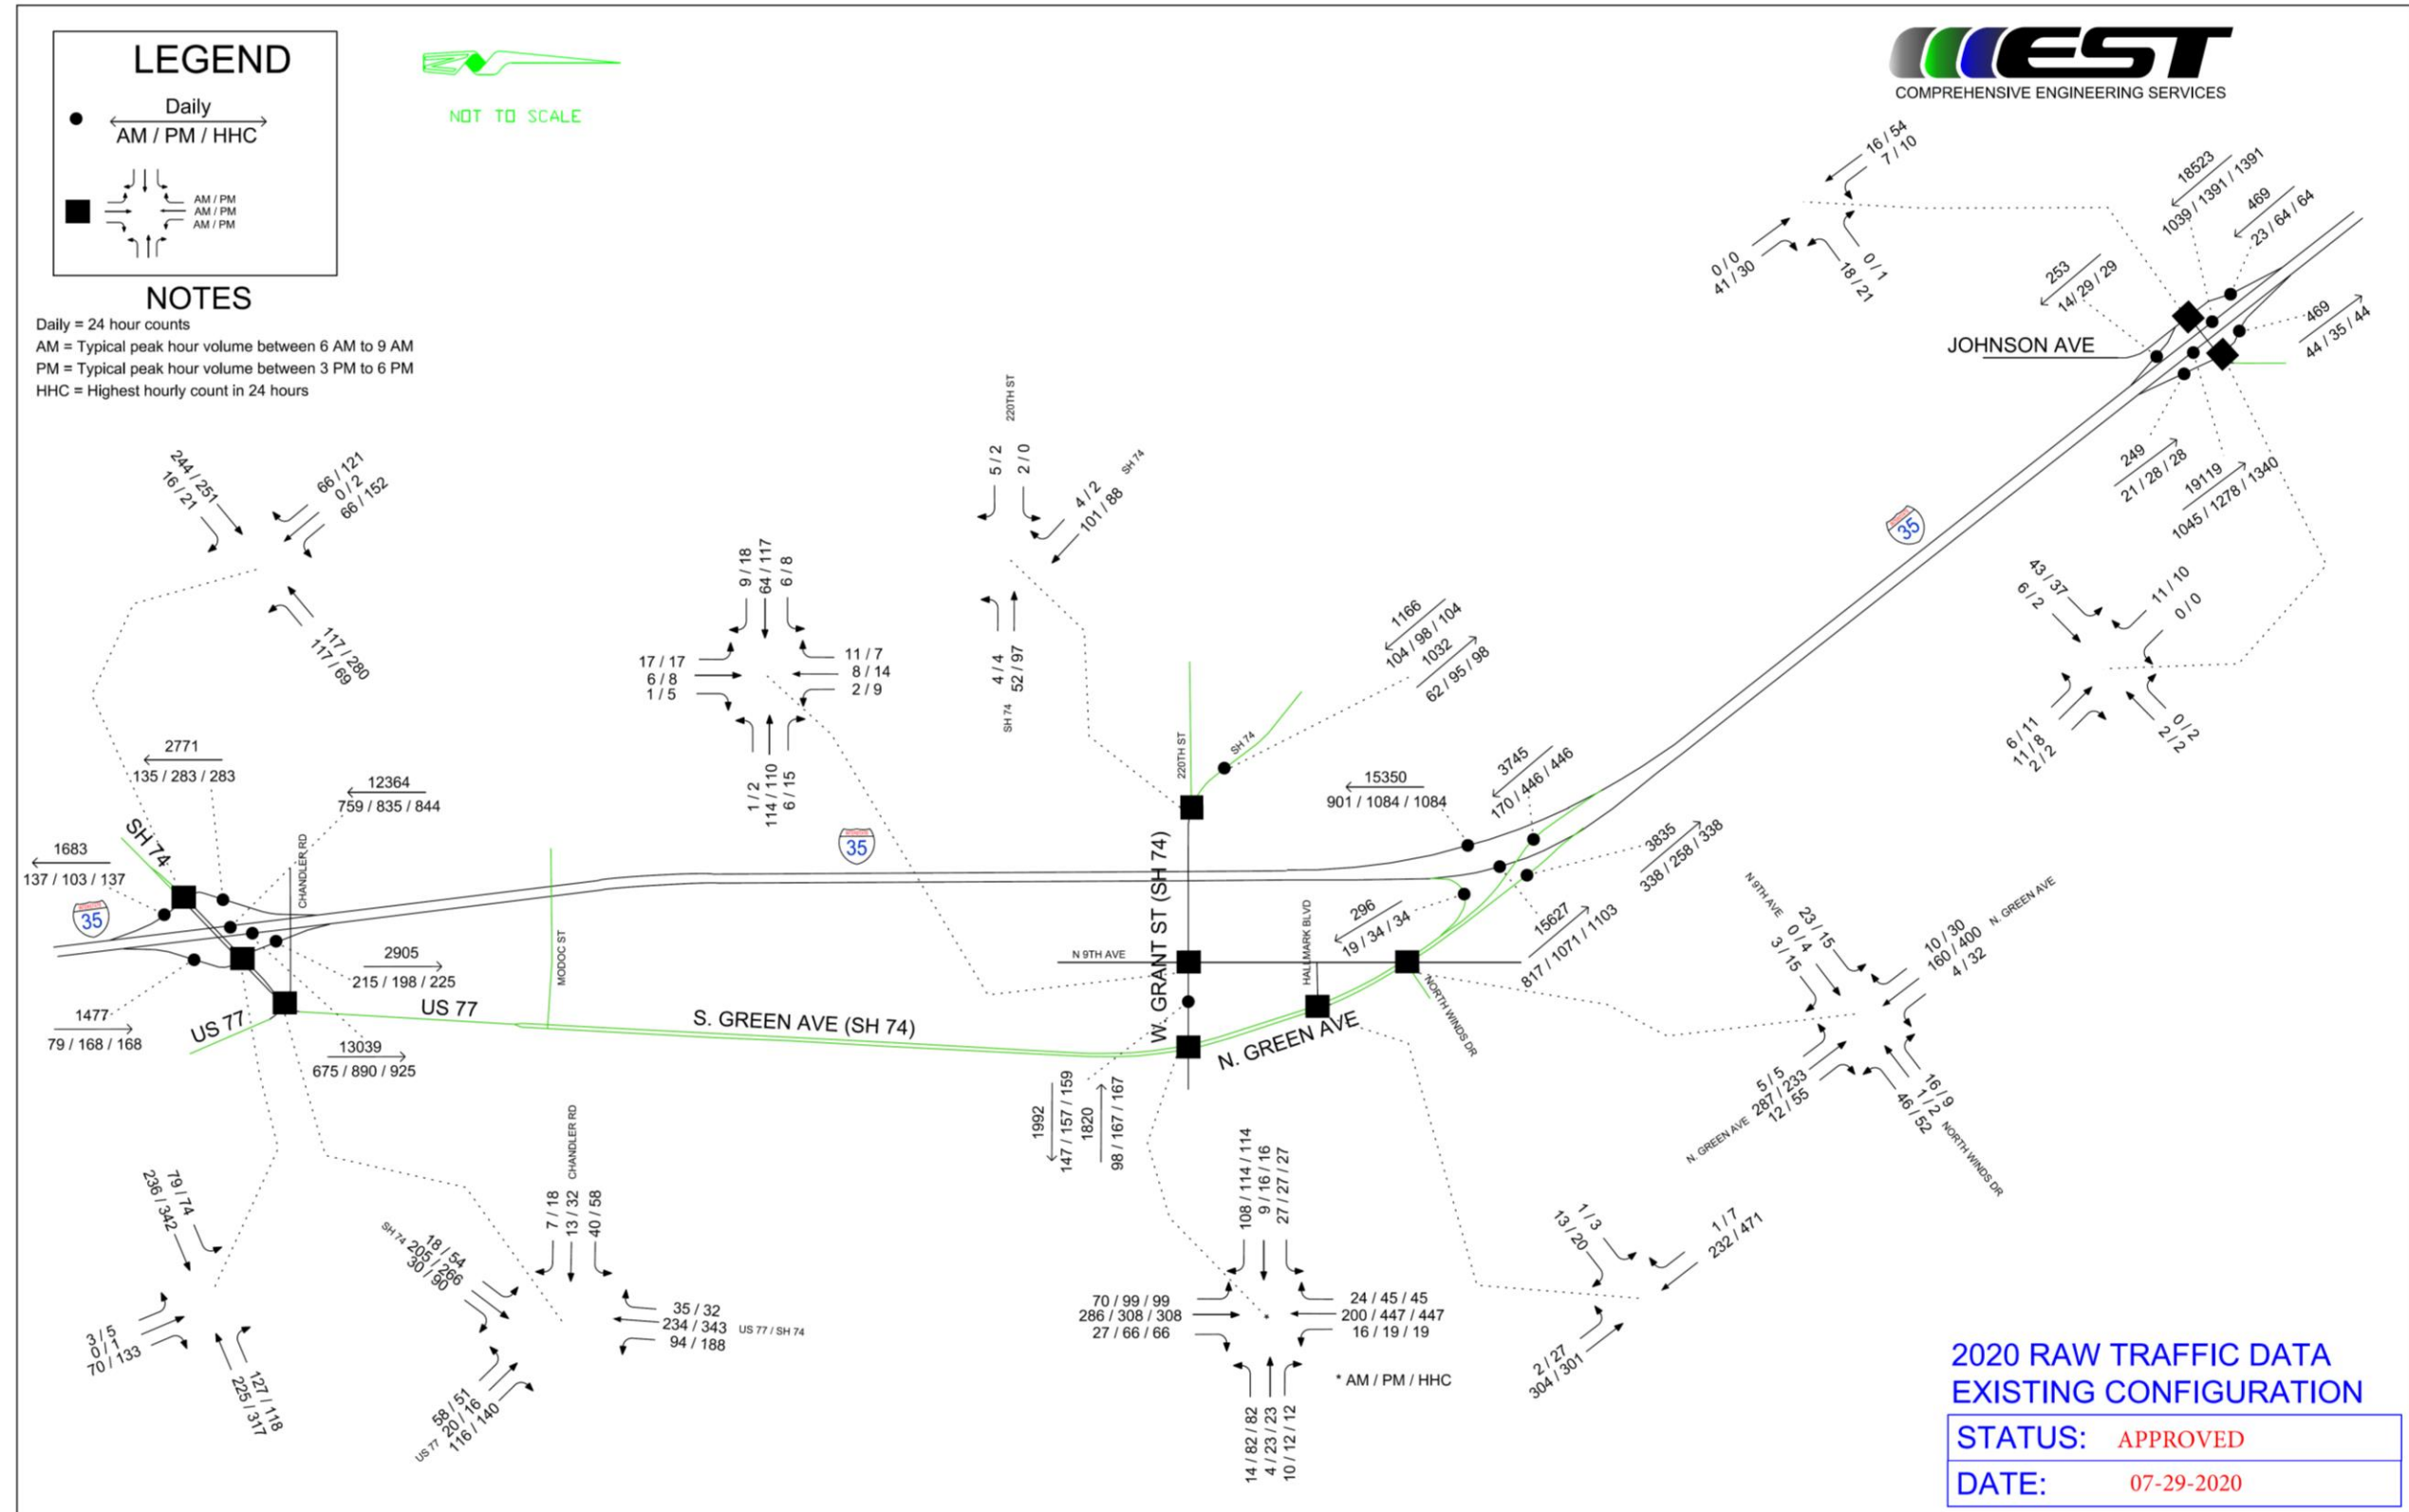 LEGEND
Daily
AM / PM / HHC
AM / PM
AM / PM
AM / PM
NOT TO SCALE
EST
COMPREHENSIVE ENGINEERING SERVICES
NOTES
Daily = 24 hour counts
AM = Typical peak hour volume between 6 AM to 9 AM
PM = Typical peak hour volume between 3 PM to 6 PM
HHC = Highest hourly count in 24 hours
16 / 54
7 / 10
0 / 0
41 / 30
0 / 1
18 / 21
18523
1039 / 1391 / 1391
469
23 / 64 / 64
253
14/ 29 / 29
469
44 / 35 / 44
JOHNSON AVE
249
21 / 28 / 28
19119
1045 / 1278 / 1340
35
43 / 37
6 / 2
11 / 10
0 / 0
6 / 11
11 / 8
2 / 2
0 / 2
2 / 2
244 / 251
16 / 21
66 / 121
0 / 2
66 / 152
117 / 280
117 / 69
9 / 18
64 / 117
6 / 8
17 / 17
6 / 8
1 / 5
11 / 7
8 / 14
2 / 9
1 / 2
114 / 110
6 / 15
220TH ST
5 / 2
2 / 0
4 / 2
101 / 88
SH 74
4 / 4
52 / 97
SH 74
1166
104 / 98 / 104
1032
62 / 95 / 98
220TH ST
SH 74
2771
135 / 283 / 283
12364
759 / 835 / 844
SH 74
1683
137 / 103 / 137
35
CHANDLER RD
2905
215 / 198 / 225
1477
79 / 168 / 168
US 77
US 77
13039
675 / 890 / 925
MODOC ST
S. GREEN AVE (SH 74)
35
15350
901 / 1084 / 1084
3745
170 / 446 / 446
3835
338 / 258 / 338
296
19 / 34 / 34
15627
817 / 1071 / 1103
W. GRANT ST (SH 74)
N 9TH AVE
HALLMARK BLVD
N. GREEN AVE
NORTH WINDS DR
N 9TH AVE
23 / 15
0 / 4
3 / 15
10 / 30
160 / 400
4 / 32
N. GREEN AVE
N. GREEN AVE
5 / 5
287 / 233
12 / 55
16 / 9
1 / 2
46 / 52
NORTH WINDS DR
1992
147 / 157 / 159
1820
98 / 167 / 167
79 / 74
236 / 342
3 / 5
0 / 1
70 / 133
127 / 118
225 / 317
CHANDLER RD
7 / 18
13 / 32
40 / 58
SH 74
18 / 54
205 / 266
30 / 90
35 / 32
234 / 343
94 / 188
US 77 / SH 74
58 / 51
20 / 16
116 / 140
US 77
108 / 114 / 114
9 / 16 / 16
27 / 27 / 27
70 / 99 / 99
286 / 308 / 308
27 / 66 / 66
*
24 / 45 / 45
200 / 447 / 447
16 / 19 / 19
14 / 82 / 82
4 / 23 / 23
10 / 12 / 12
* AM / PM / HHC
1 / 3
13 / 20
1 / 7
232 / 471
2 / 27
304 / 301
2020 RAW TRAFFIC DATA
EXISTING CONFIGURATION
STATUS: APPROVED
DATE: 07-29-2020